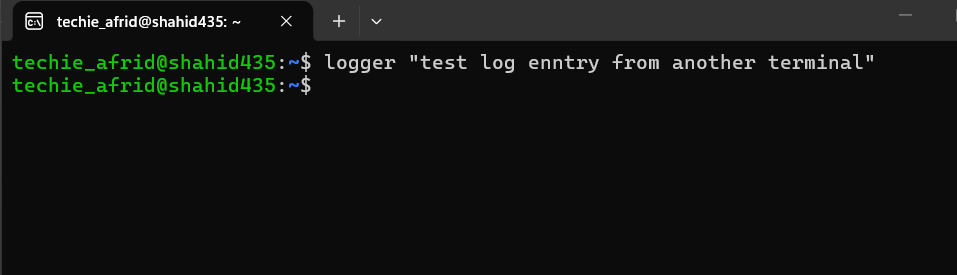 techie_afrid@shahid435: ~
techie_afrid@shahid435:~$ logger "test log enntry from another terminal"
techie_afrid@shahid435:~$